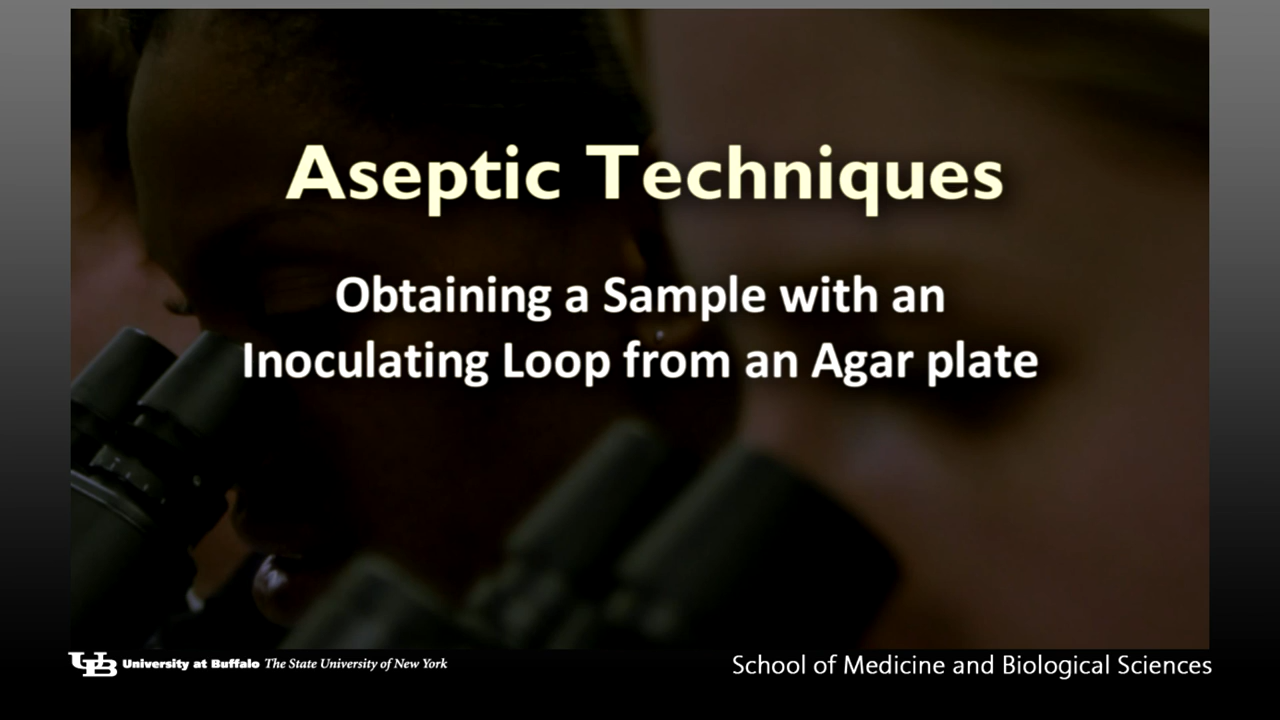 Aseptic Techniques
Obtaining a Sample with an
Inoculating Loop from an Agar plate
UB University at Buffalo The State University of New York
School of Medicine and Biological Sciences